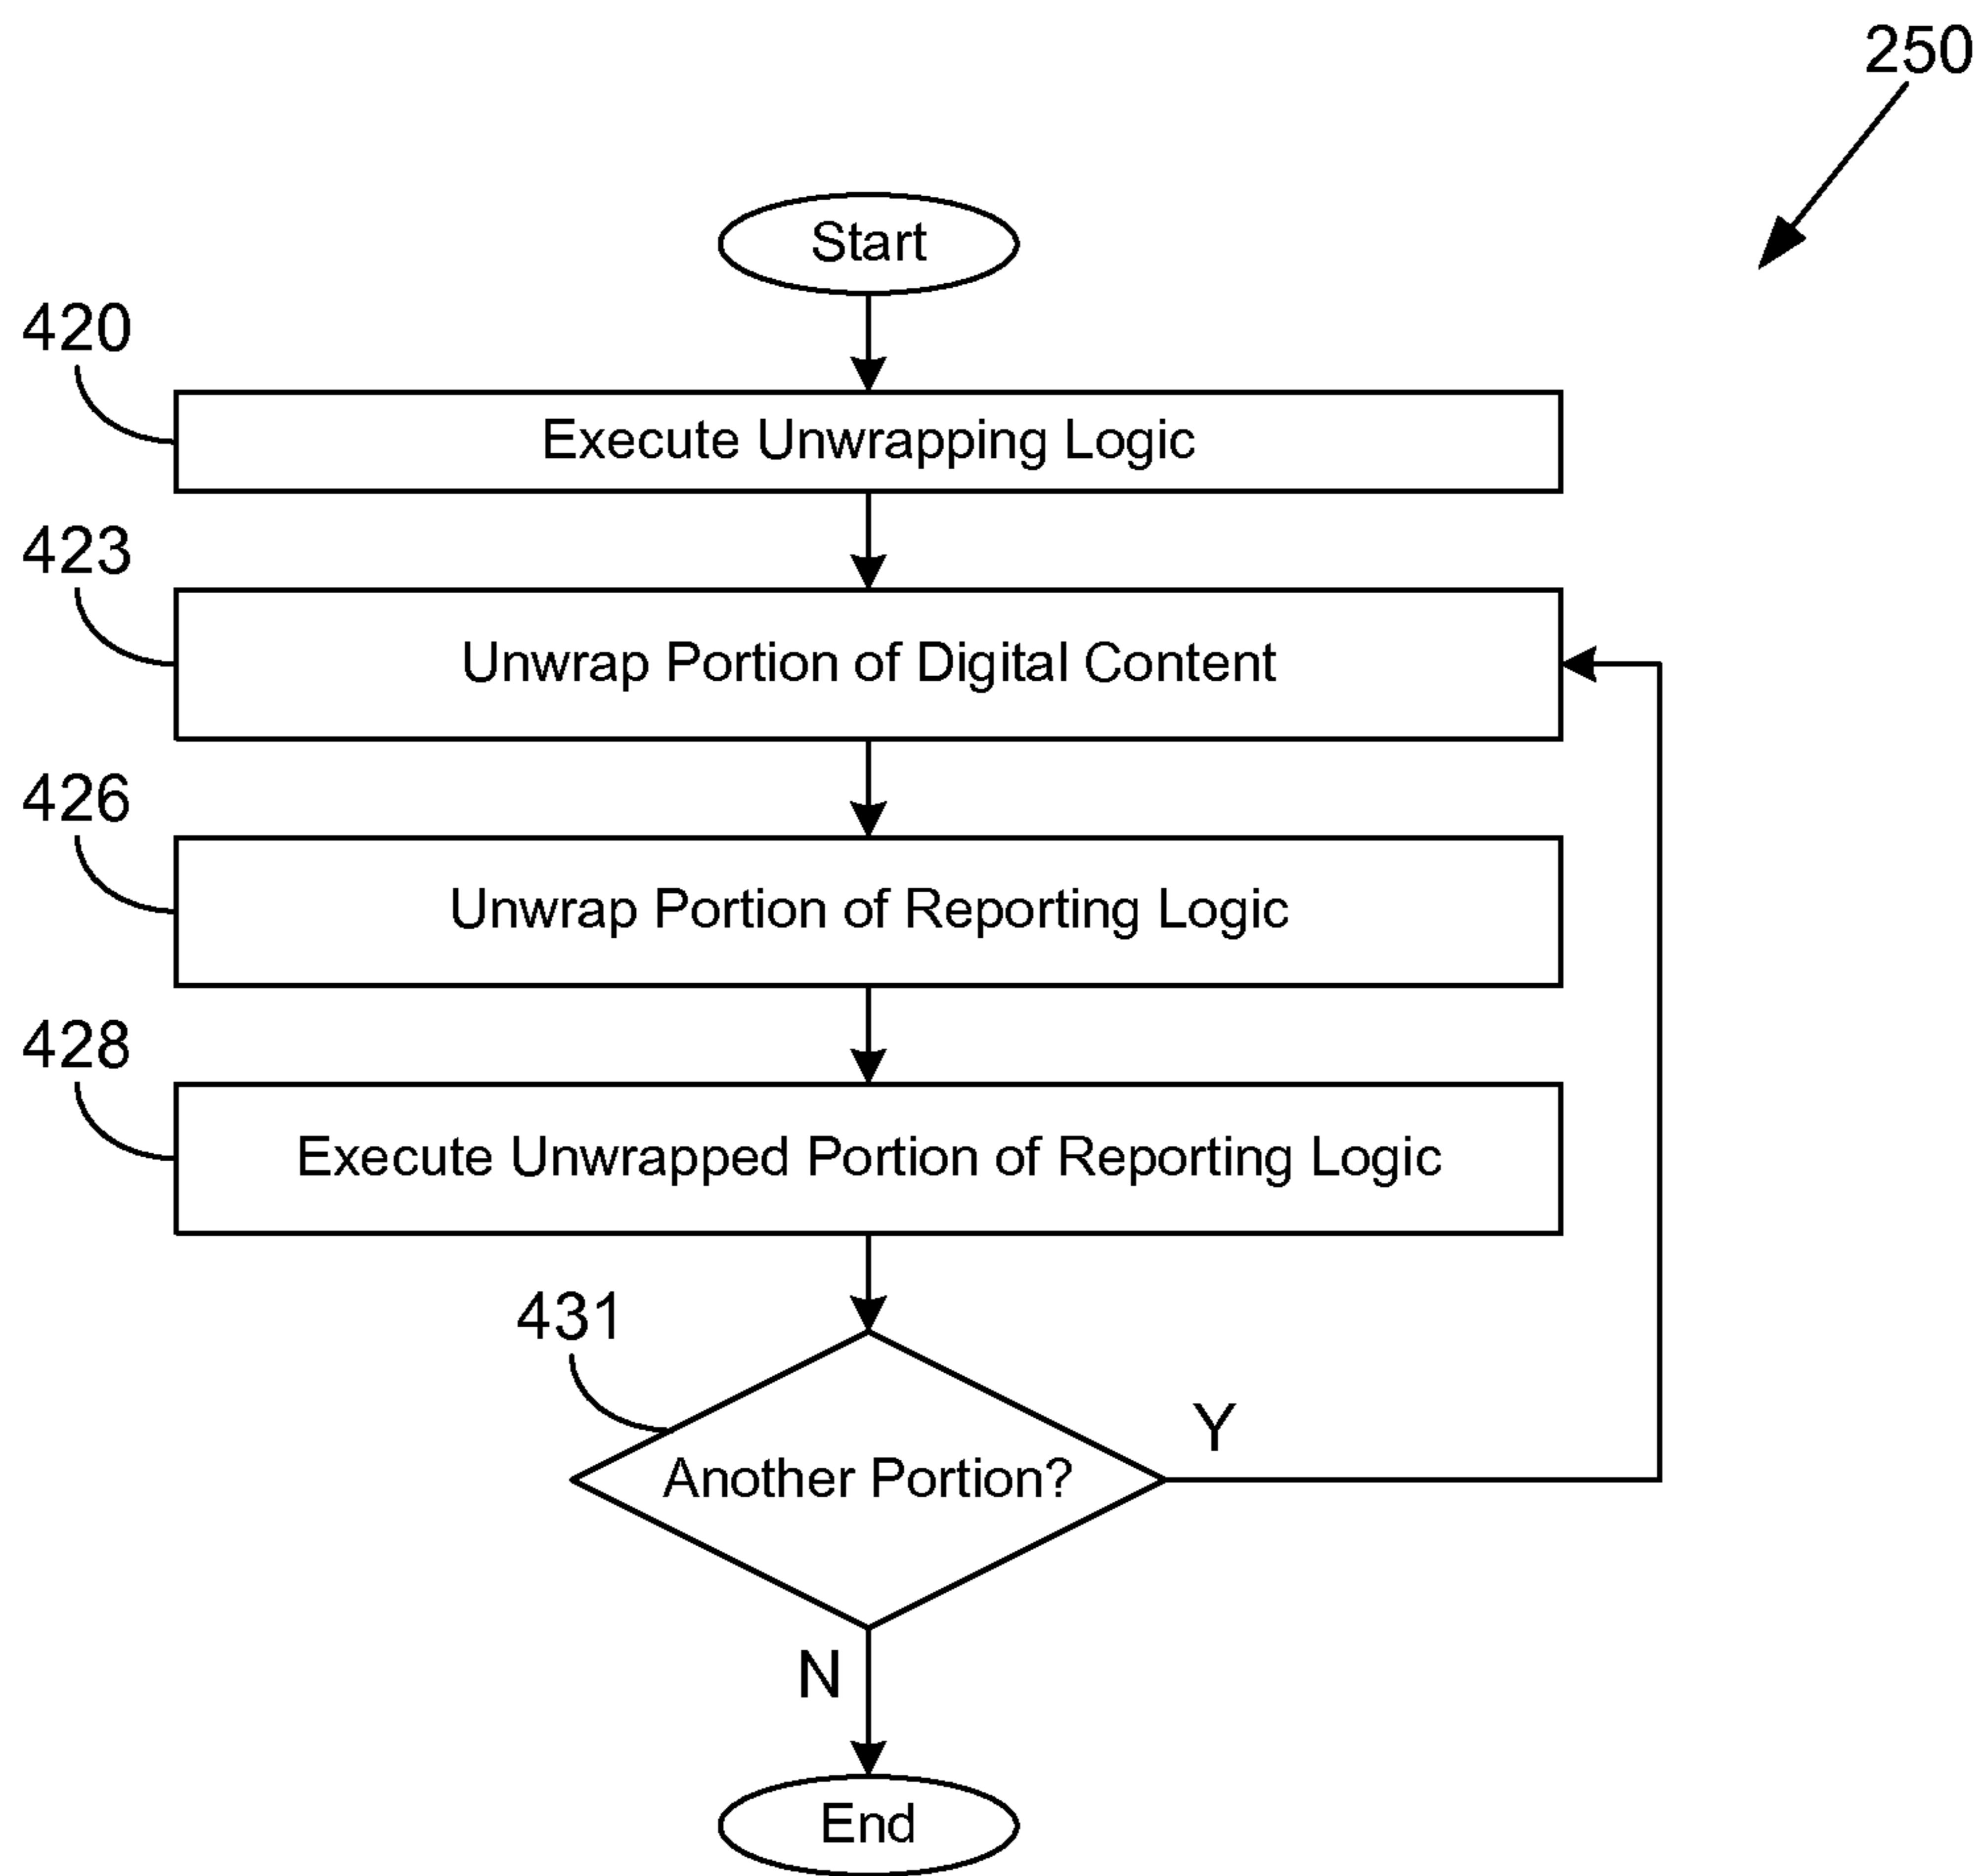 250
Start
420
Execute Unwrapping Logic
423
Unwrap Portion of Digital Content
426
Unwrap Portion of Reporting Logic
428
Execute Unwrapped Portion of Reporting Logic
431
Another Portion?
Y
N
End